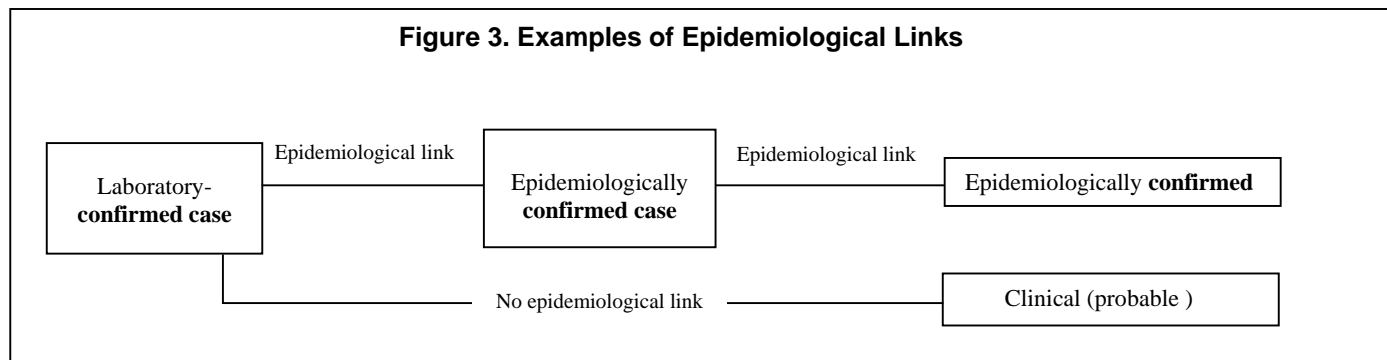 Figure 3. Examples of Epidemiological Links
Epidemiological link
Epidemiological link
Laboratory-
confirmed case
Epidemiologically
confirmed case
Epidemiologically confirmed
No epidemiological link
Clinical (probable )